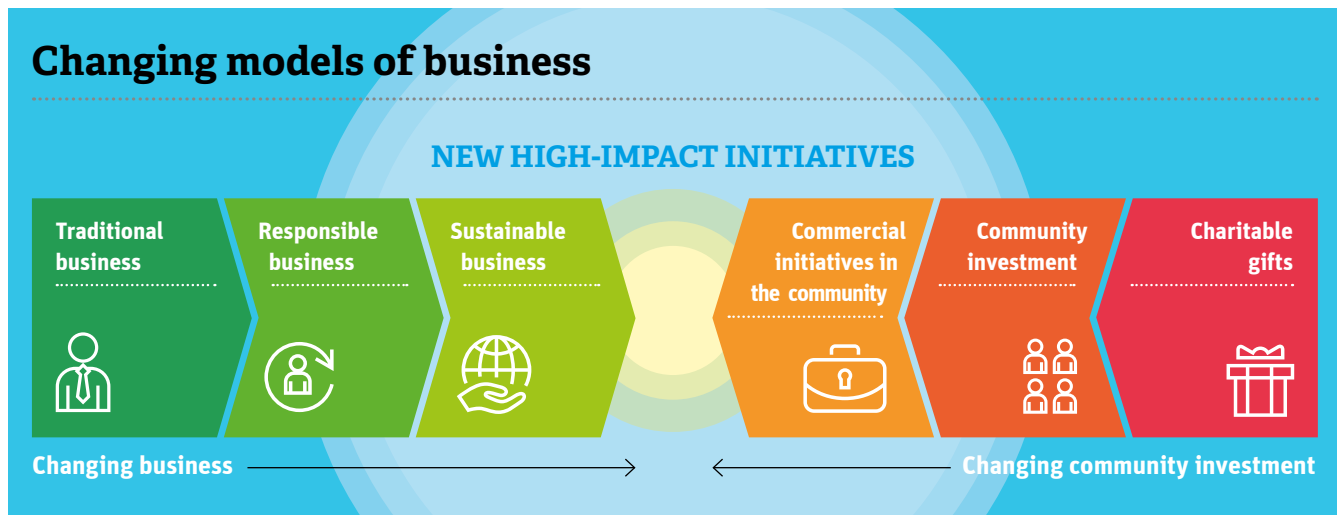 Changing models of business
NEW HIGH-IMPACT INITIATIVES
Traditional
business
Responsible
business
Sustainable
business
Commercial
initiatives in
the community
Community
investment
Charitable
gifts
Changing business
Changing community investment